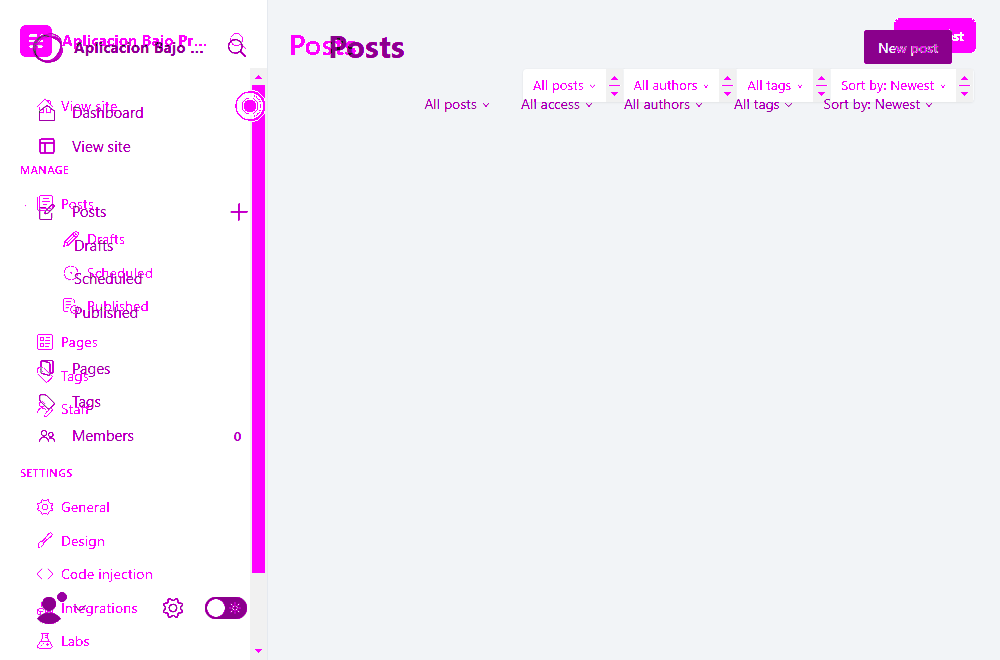 Aplicacion Bajo Pr...
Aplicacion Bajo ...
Posts
Posts
New post
All posts
All authors
All tags
Sort by: Newest
All posts
All access
All authors
All tags
Sort by: Newest
View site
Dashboard
View site
MANAGE
Posts
Posts
Drafts
Drafts
Scheduled
Scheduled
Published
Published
Pages
Pages
Tags
Tags
Staff
Members
0
SETTINGS
General
Design
Code injection
Integrations
Labs